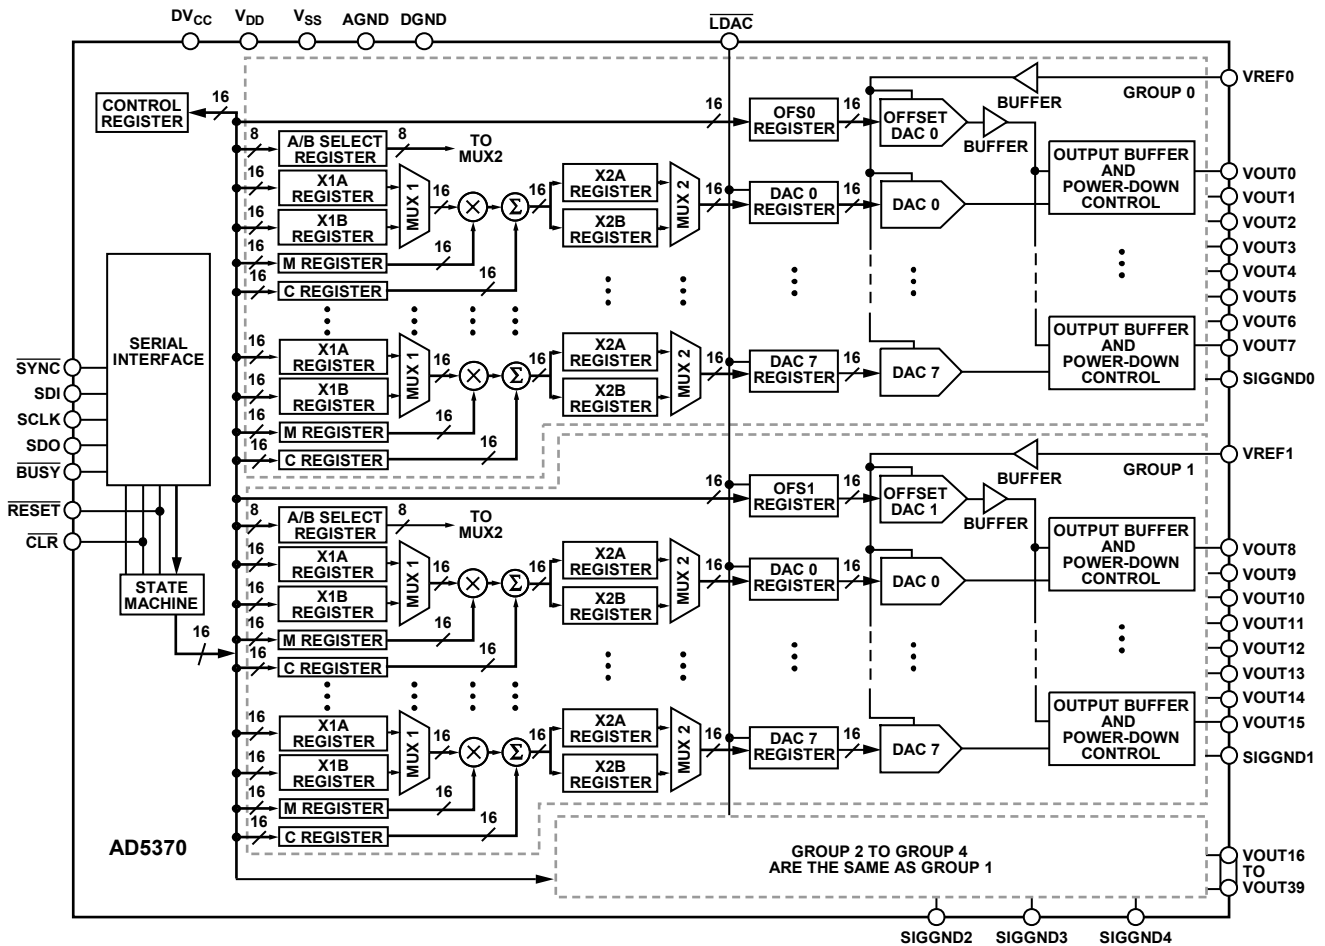 DVCC
VDD
VSS
AGND
DGND
LDAC
CONTROL
REGISTER
16
8
A/B SELECT
REGISTER
8
TO
MUX2
16
X1A
REGISTER
16
X1B
REGISTER
MUX 1
16
×
Σ
16
16
M REGISTER
16
16
C REGISTER
16
X2A
REGISTER
X2B
REGISTER
MUX 2
16
16
OFS0
REGISTER
16
OFFSET
DAC 0
BUFFER
BUFFER
GROUP 0
VREF0
DAC 0
REGISTER
16
DAC 0
OUTPUT BUFFER
AND
POWER-DOWN
CONTROL
VOUT0
VOUT1
VOUT2
VOUT3
VOUT4
VOUT5
VOUT6
VOUT7
SIGGND0
16
X1A
REGISTER
16
X1B
REGISTER
MUX 1
16
×
Σ
16
16
M REGISTER
16
16
C REGISTER
16
X2A
REGISTER
X2B
REGISTER
MUX 2
16
DAC 7
REGISTER
16
DAC 7
OUTPUT BUFFER
AND
POWER-DOWN
CONTROL
SERIAL
INTERFACE
SYNC
SDI
SCLK
SDO
BUSY
RESET
CLR
STATE
MACHINE
16
AD5370
16
OFS1
REGISTER
16
OFFSET
DAC 1
BUFFER
BUFFER
GROUP 1
VREF1
8
A/B SELECT
REGISTER
8
TO
MUX2
16
X1A
REGISTER
16
X1B
REGISTER
MUX 1
16
×
Σ
16
16
M REGISTER
16
16
C REGISTER
16
X2A
REGISTER
X2B
REGISTER
MUX 2
16
DAC 0
REGISTER
16
DAC 0
OUTPUT BUFFER
AND
POWER-DOWN
CONTROL
VOUT8
VOUT9
VOUT10
VOUT11
VOUT12
VOUT13
VOUT14
VOUT15
SIGGND1
16
X1A
REGISTER
16
X1B
REGISTER
MUX 1
16
×
Σ
16
16
M REGISTER
16
16
C REGISTER
16
X2A
REGISTER
X2B
REGISTER
MUX 2
16
DAC 7
REGISTER
16
DAC 7
OUTPUT BUFFER
AND
POWER-DOWN
CONTROL
GROUP 2 TO GROUP 4
ARE THE SAME AS GROUP 1
VOUT16
TO
VOUT39
SIGGND2
SIGGND3
SIGGND4